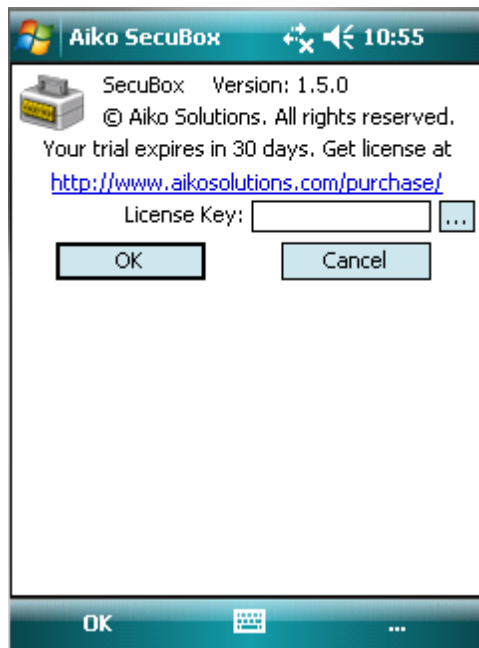 Aiko SecuBox 10:55
SecuBox Version: 1.5.0
© Aiko Solutions. All rights reserved.
Your trial expires in 30 days. Get license at
http://www.aikosolutions.com/purchase/
License Key: ...
OK Cancel
OK ...